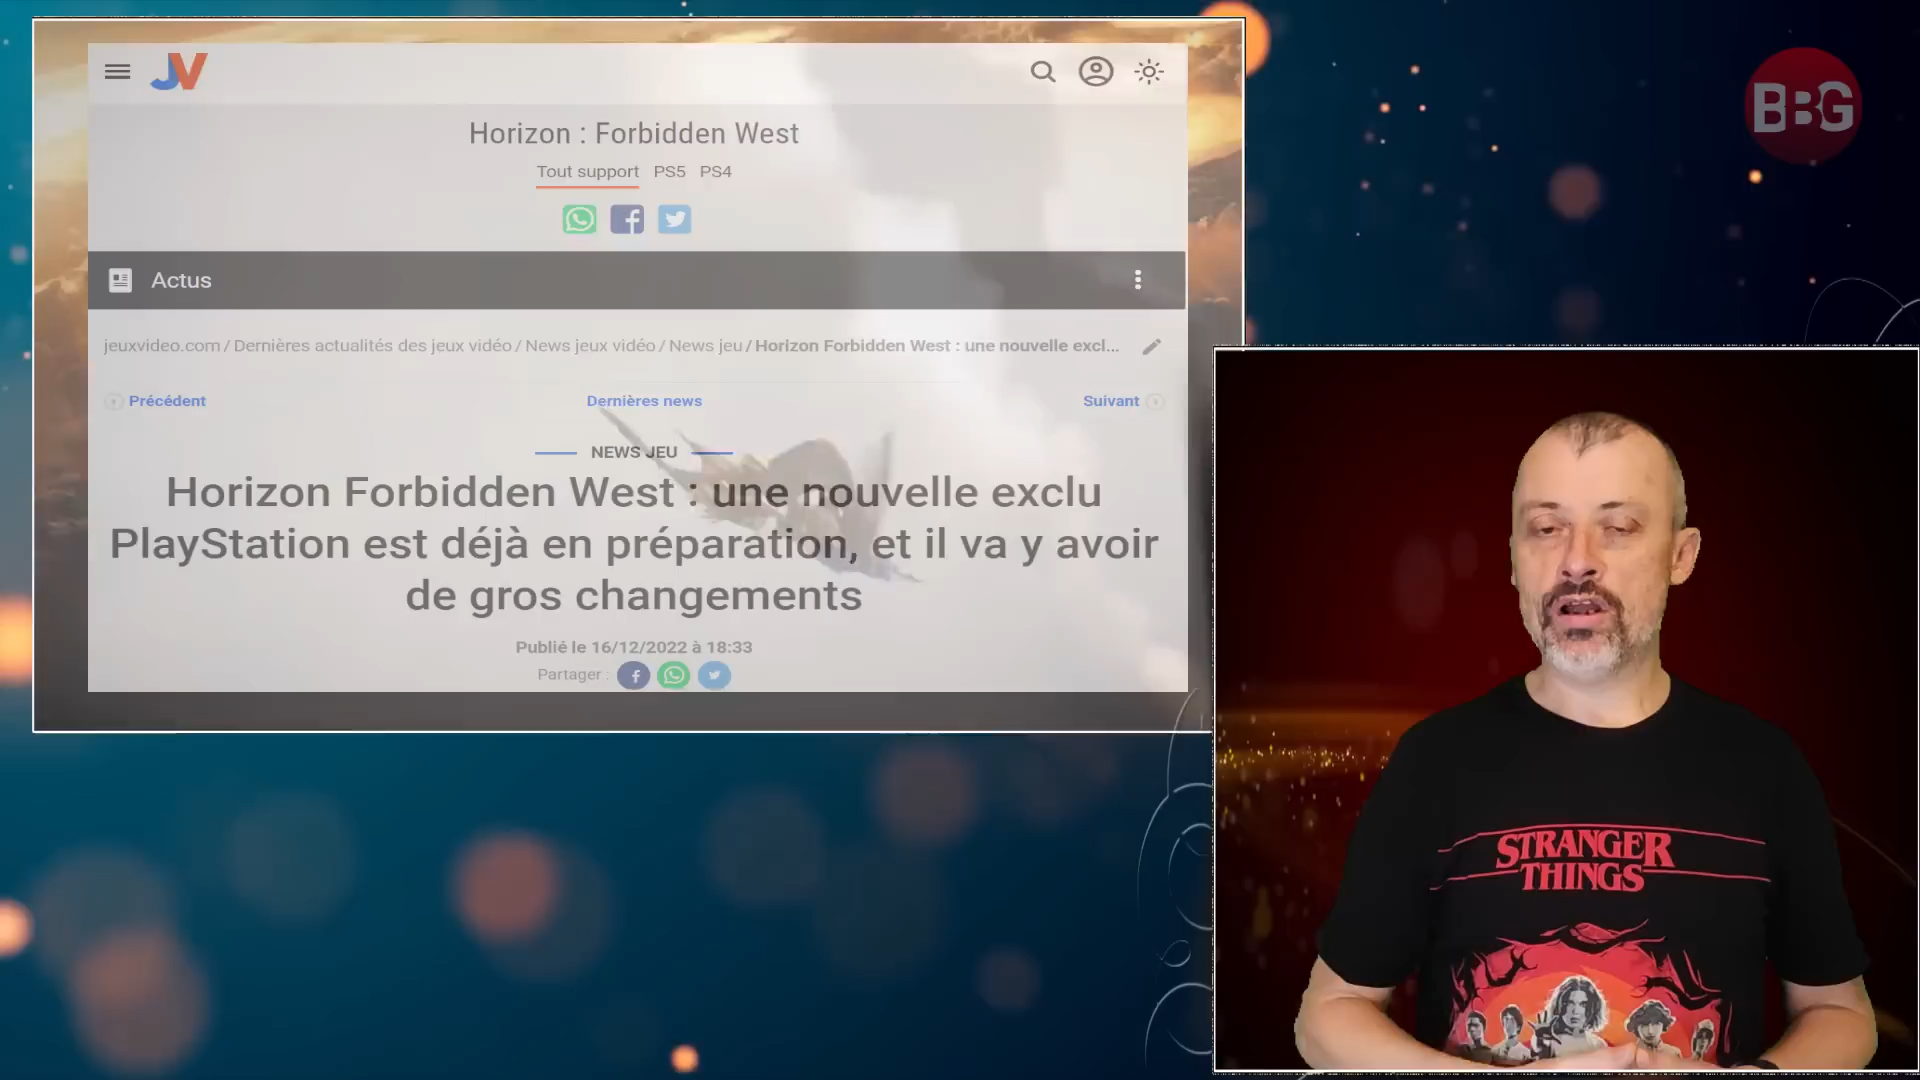 JV
BBG
Horizon : Forbidden West
Tout support PS5 PS4
Actus
jeuxvideo.com / Dernières actualités des jeux vidéo / News jeux vidéo / News jeu / Horizon Forbidden West : une nouvelle excl...
Précédent Dernières news Suivant
NEWS JEU
Horizon Forbidden West : une nouvelle exclu
PlayStation est déjà en préparation, et il va y avoir
de gros changements
Publié le 16/12/2022 à 18:33
Partager :
STRANGER
THINGS